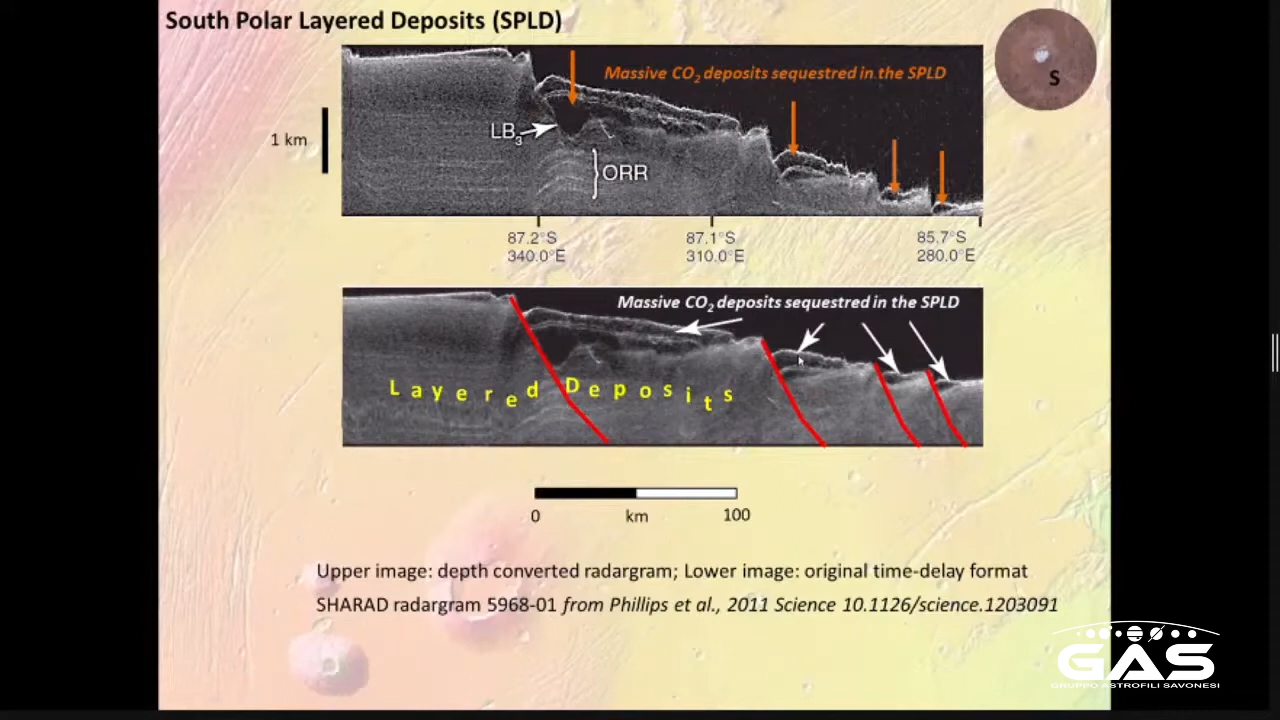 South Polar Layered Deposits (SPLD)
S
Massive CO₂ deposits sequestred in the SPLD
1 km
LB₃
ORR
87.2°S 87.1°S 85.7°S
340.0°E 310.0°E 280.0°E
Massive CO₂ deposits sequestred in the SPLD
Layered Deposits
0 km 100
Upper image: depth converted radargram; Lower image: original time-delay format
SHARAD radargram 5968-01 from Phillips et al., 2011 Science 10.1126/science.1203091
GAS
GRUPPO ASTROFILI SAVONESI